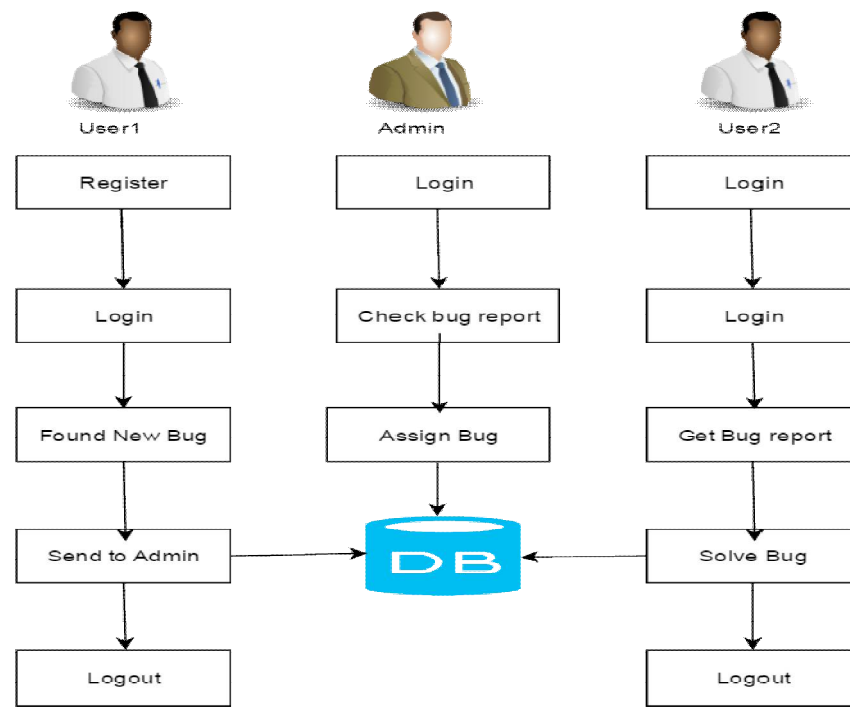 User1
Admin
User2
Register
Login
Login
Login
Check bug report
Login
Found New Bug
Assign Bug
Get Bug report
Send to Admin
DB
Solve Bug
Logout
Logout